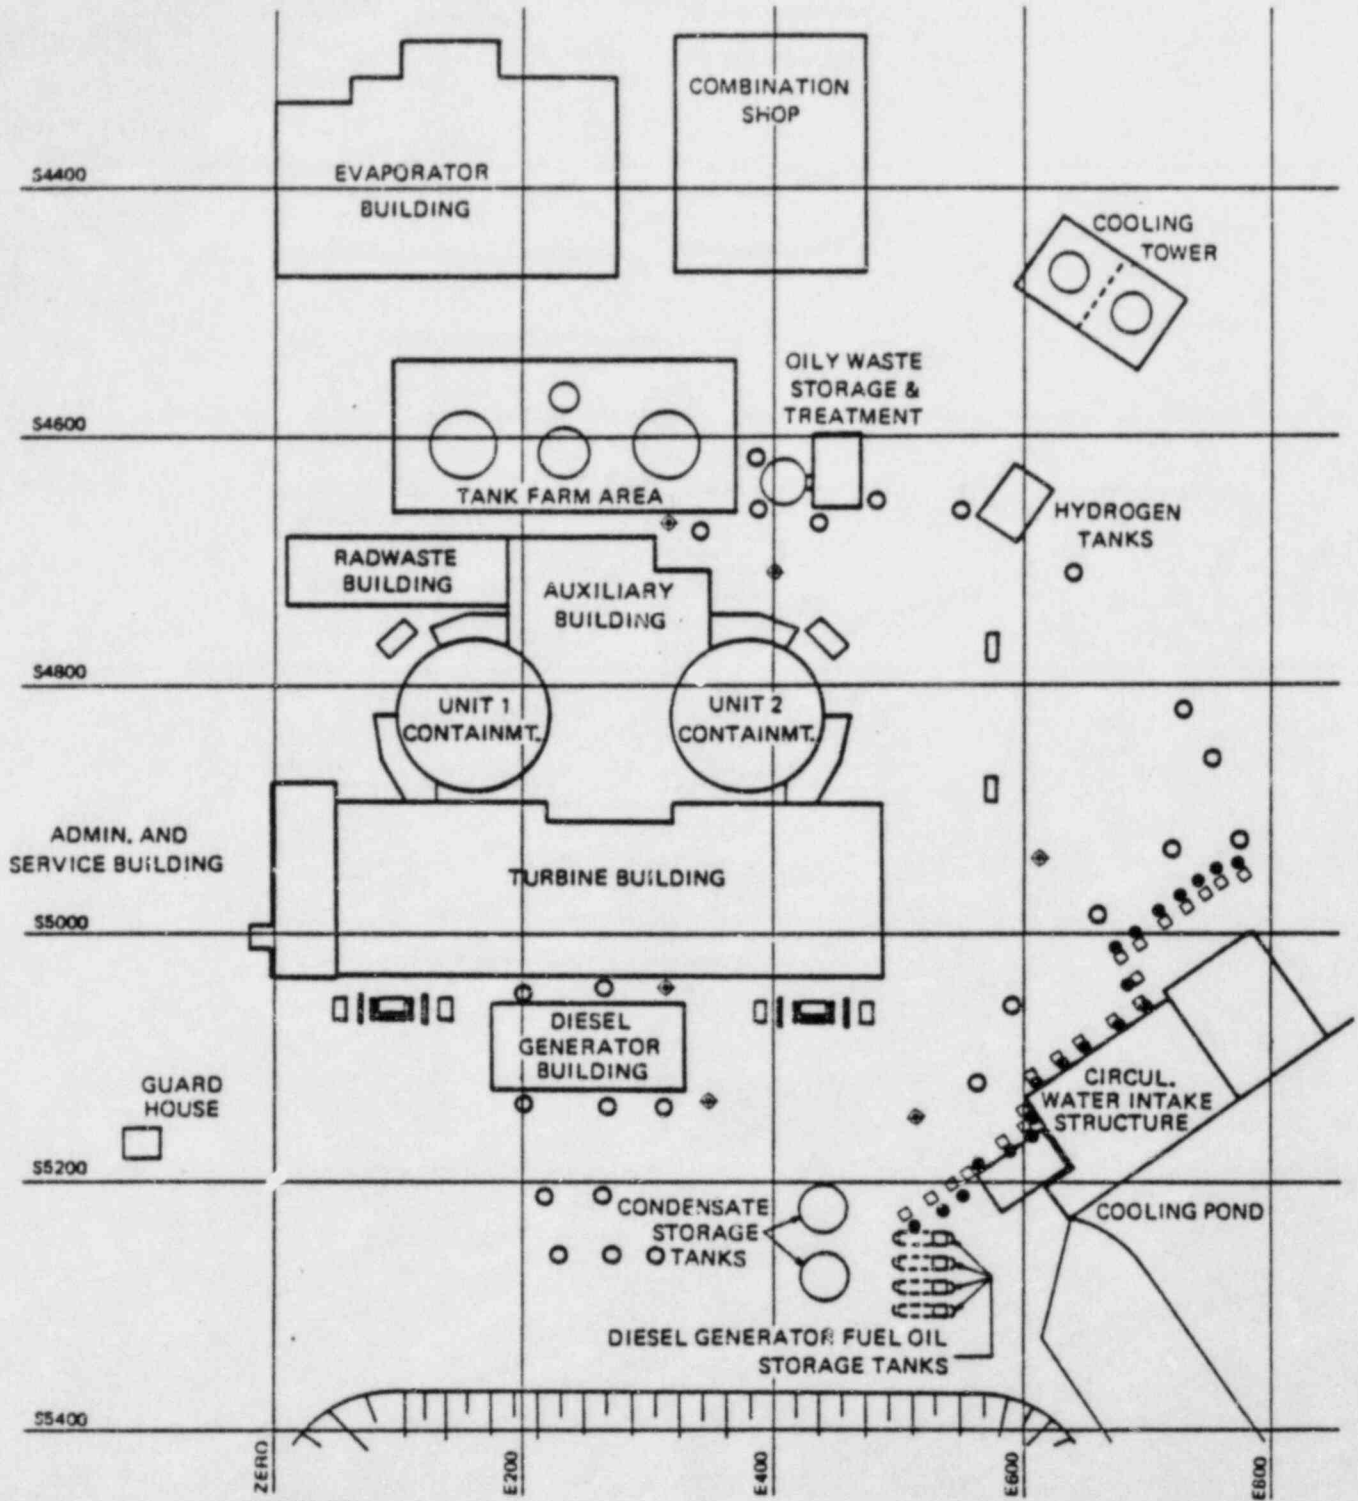 COMBINATION
SHOP
S4400
EVAPORATOR
BUILDING
COOLING
TOWER
OILY WASTE
STORAGE &
TREATMENT
S4600
TANK FARM AREA
HYDROGEN
TANKS
RADWASTE
BUILDING
AUXILIARY
BUILDING
S4800
UNIT 1
CONTAINMT.
UNIT 2
CONTAINMT.
ADMIN. AND
SERVICE BUILDING
TURBINE BUILDING
S5000
DIESEL
GENERATOR
BUILDING
GUARD
HOUSE
CIRCUL.
WATER INTAKE
STRUCTURE
S5200
CONDENSATE
STORAGE
TANKS
COOLING POND
DIESEL GENERATOR FUEL OIL
STORAGE TANKS
S5400
ZERO
E200
E400
E600
E800